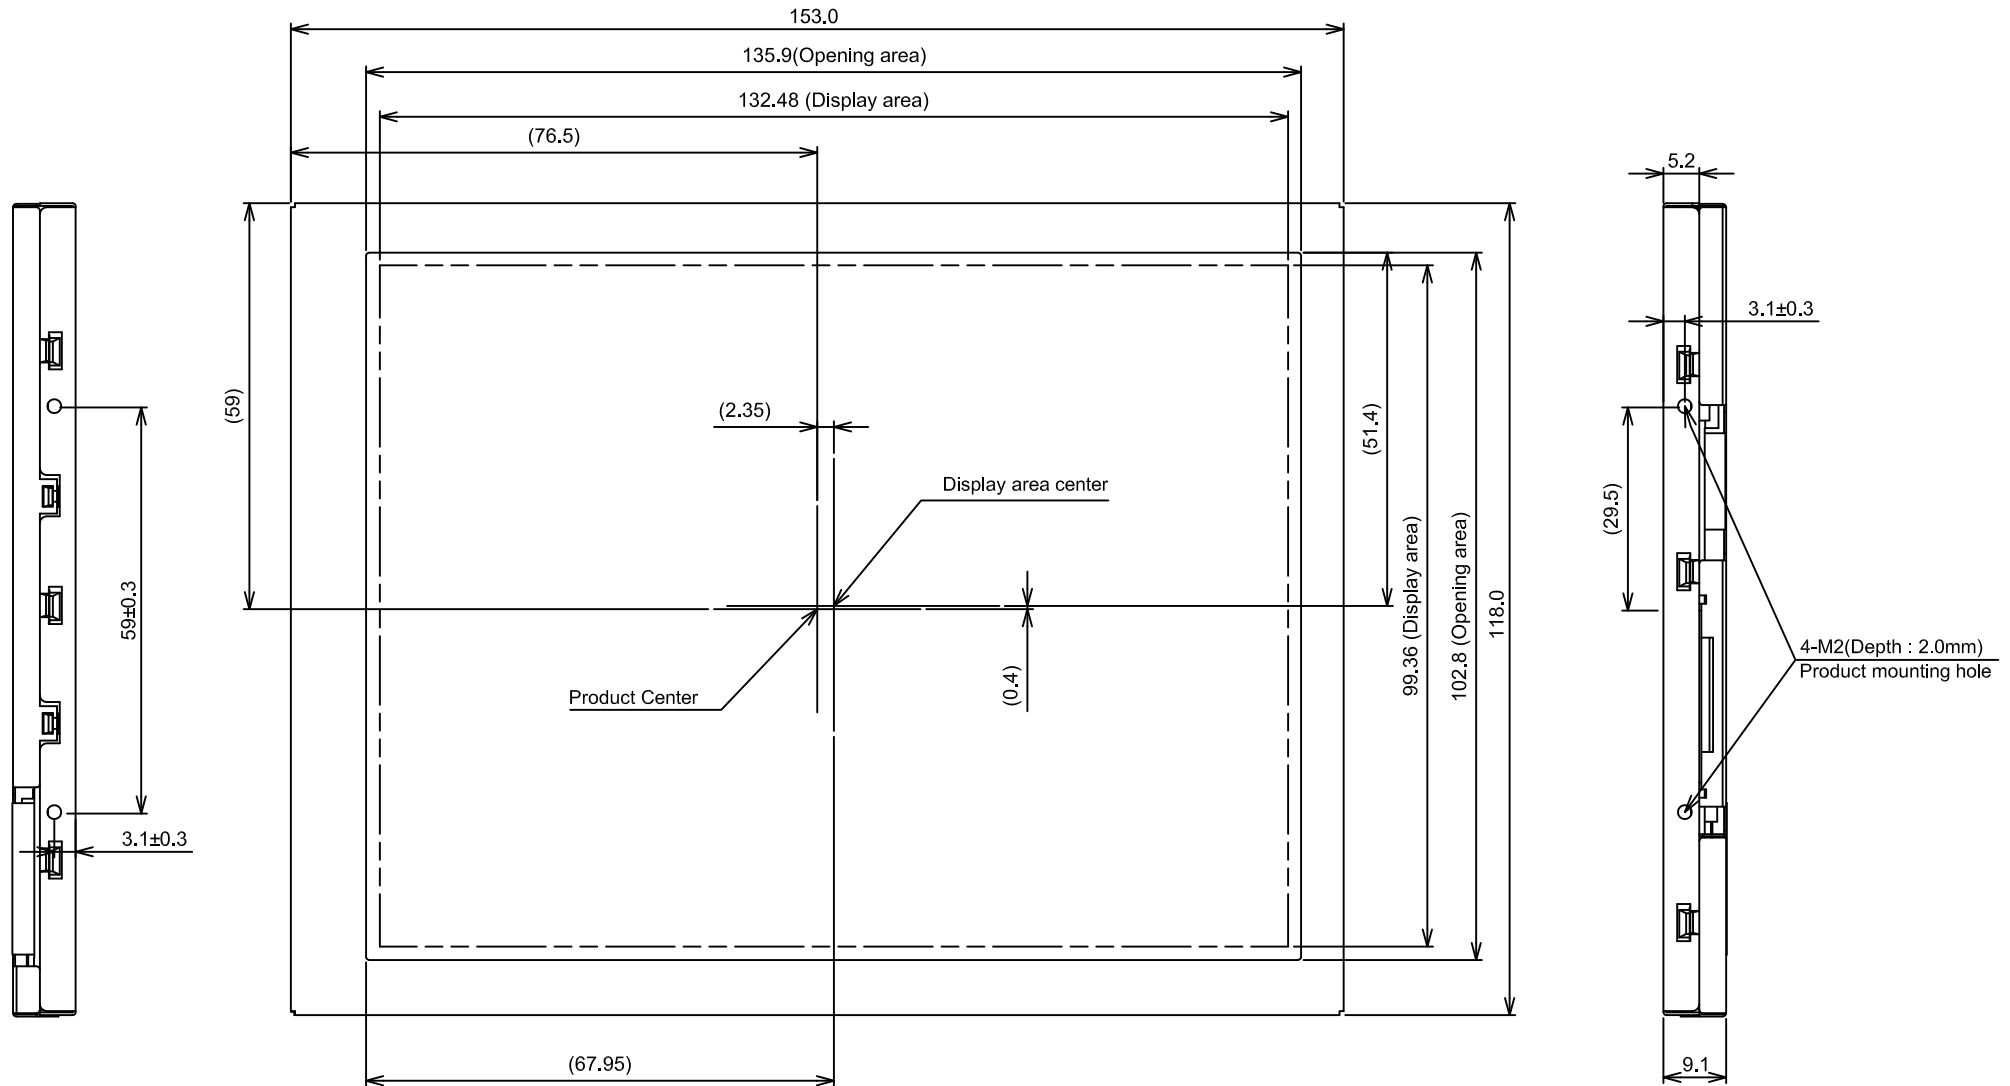 153.0
135.9(Opening area)
132.48 (Display area)
(76.5)
5.2
3.1±0.3
(59)
(2.35)
(51.4)
Display area center
(29.5)
99.36 (Display area)
102.8 (Opening area)
118.0
59±0.3
4-M2(Depth : 2.0mm)
Product mounting hole
(0.4)
Product Center
3.1±0.3
(67.95)
9.1